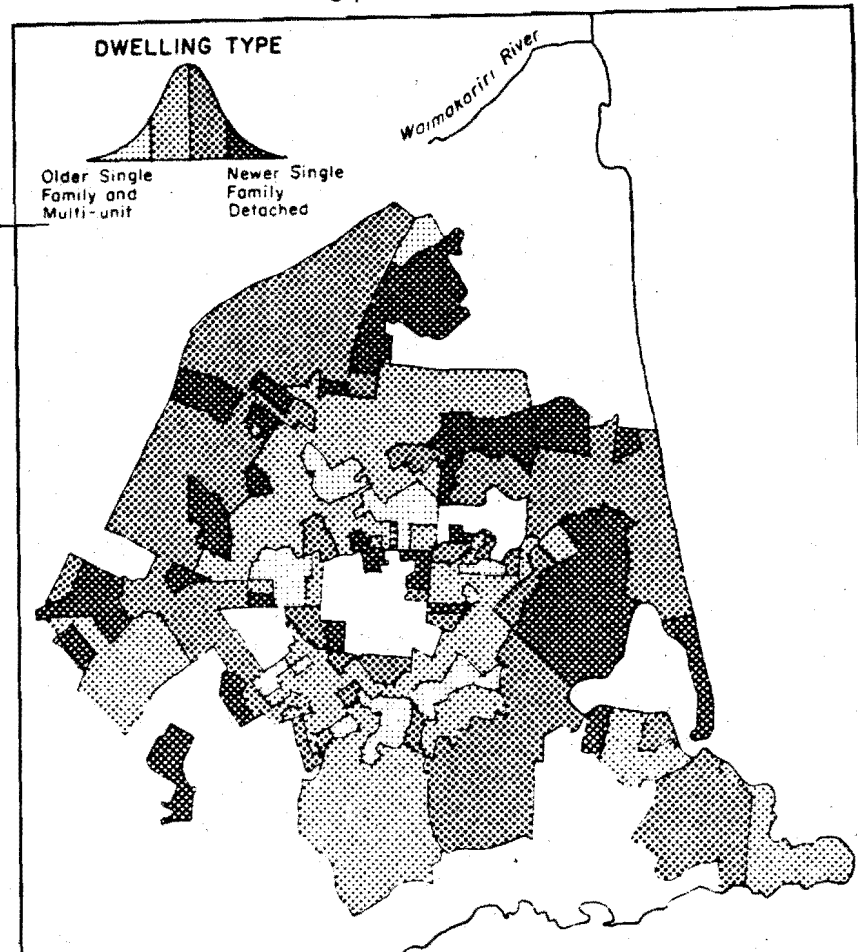 DWELLING TYPE
Waimakariri River
Older Single
Family and
Multi-unit
Newer Single
Family
Detached